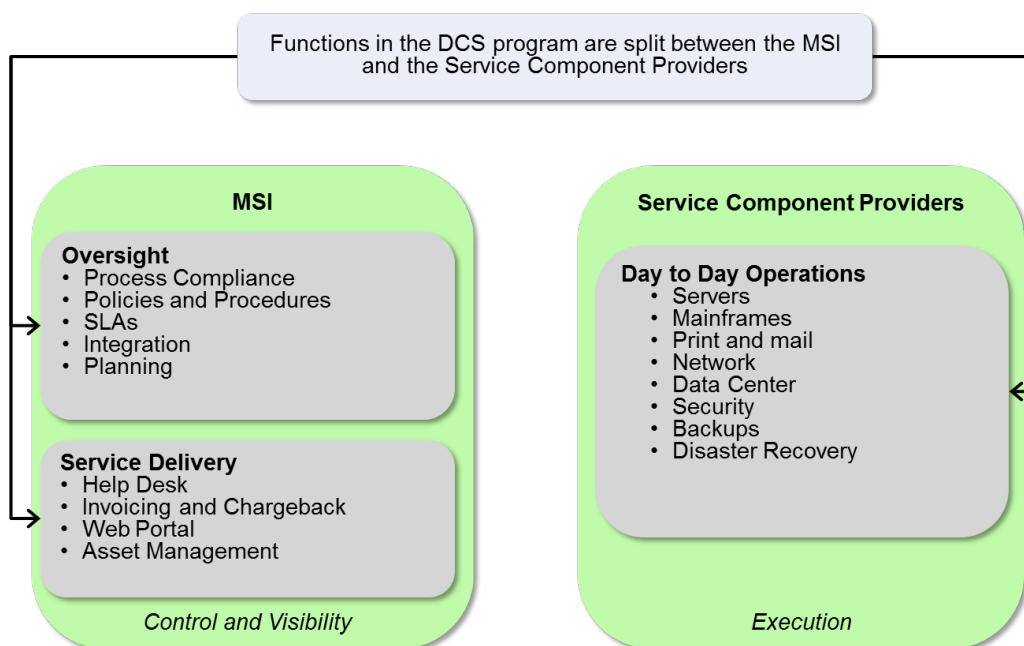 Functions in the DCS program are split between the MSI
and the Service Component Providers
MSI
Oversight
• Process Compliance
• Policies and Procedures
• SLAs
• Integration
• Planning
Service Delivery
• Help Desk
• Invoicing and Chargeback
• Web Portal
• Asset Management
Control and Visibility
Service Component Providers
Day to Day Operations
• Servers
• Mainframes
• Print and mail
• Network
• Data Center
• Security
• Backups
• Disaster Recovery
Execution